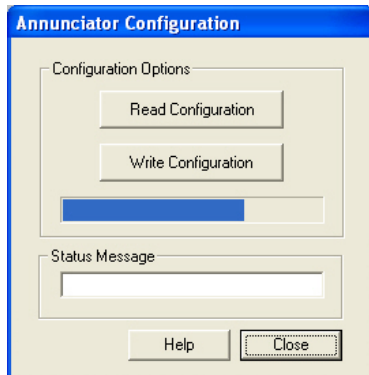 Annunciator Configuration
Configuration Options
Read Configuration
Write Configuration
Status Message
Help Close